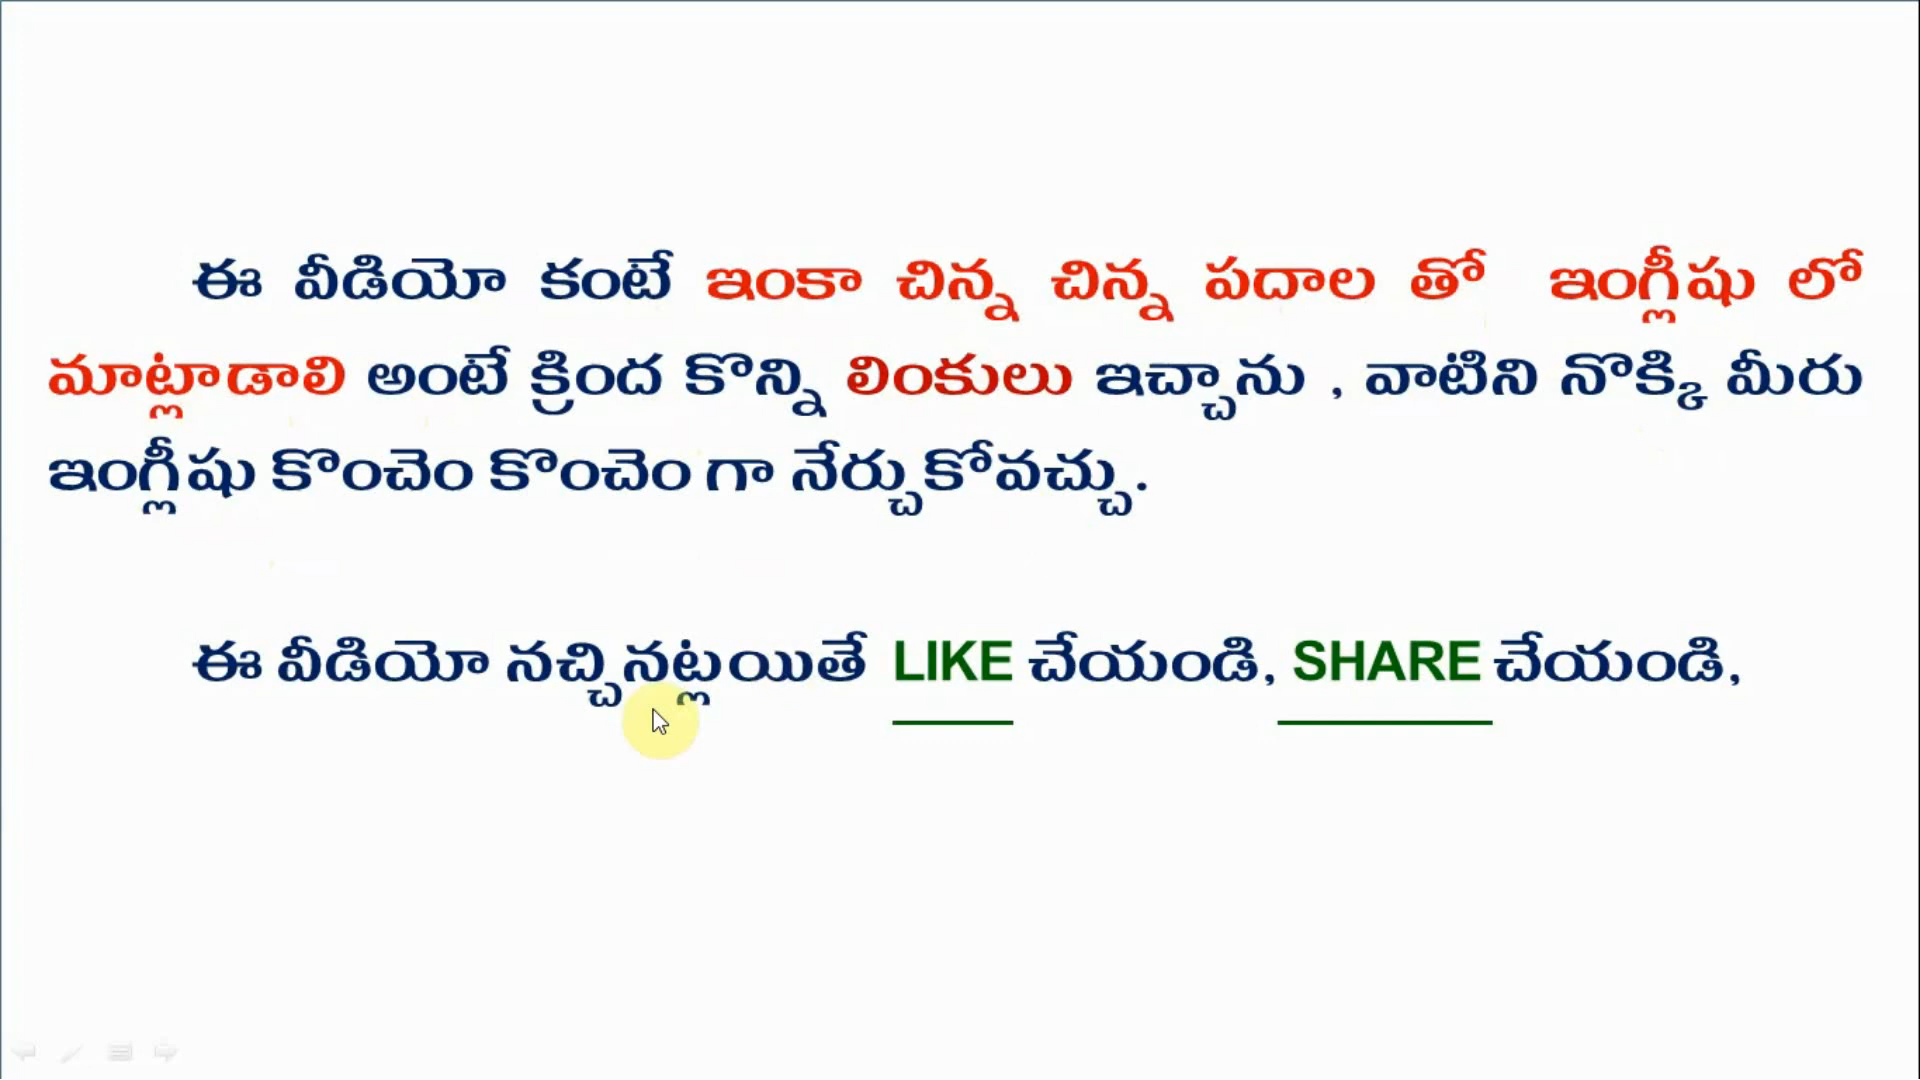 ఈ వీడియో కంటే ఇంకా చిన్న చిన్న పదాల తో ఇంగ్లీషు లో
మాట్లాడాలి అంటే క్రింద కొన్ని లింకులు ఇచ్చాను , వాటిని నొక్కి మీరు
ఇంగ్లీషు కొంచెం కొంచెం గా నేర్చుకోవచ్చు.
ఈ వీడియో నచ్చినట్లయితే LIKE చేయండి, SHARE చేయండి,